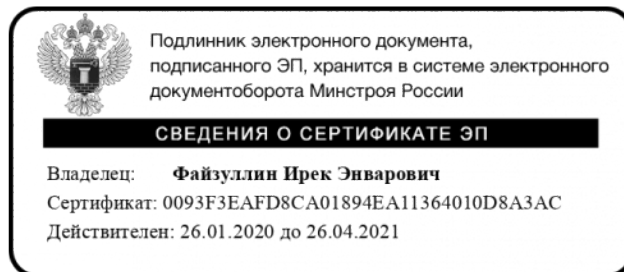 Подлинник электронного документа,
подписанного ЭП, хранится в системе электронного
документоборота Минстроя России
СВЕДЕНИЯ О СЕРТИФИКАТЕ ЭП
Владелец: Файзуллин Ирек Энварович
Сертификат: 0093F3EAFD8CA01894EA11364010D8A3AC
Действителен: 26.01.2020 до 26.04.2021